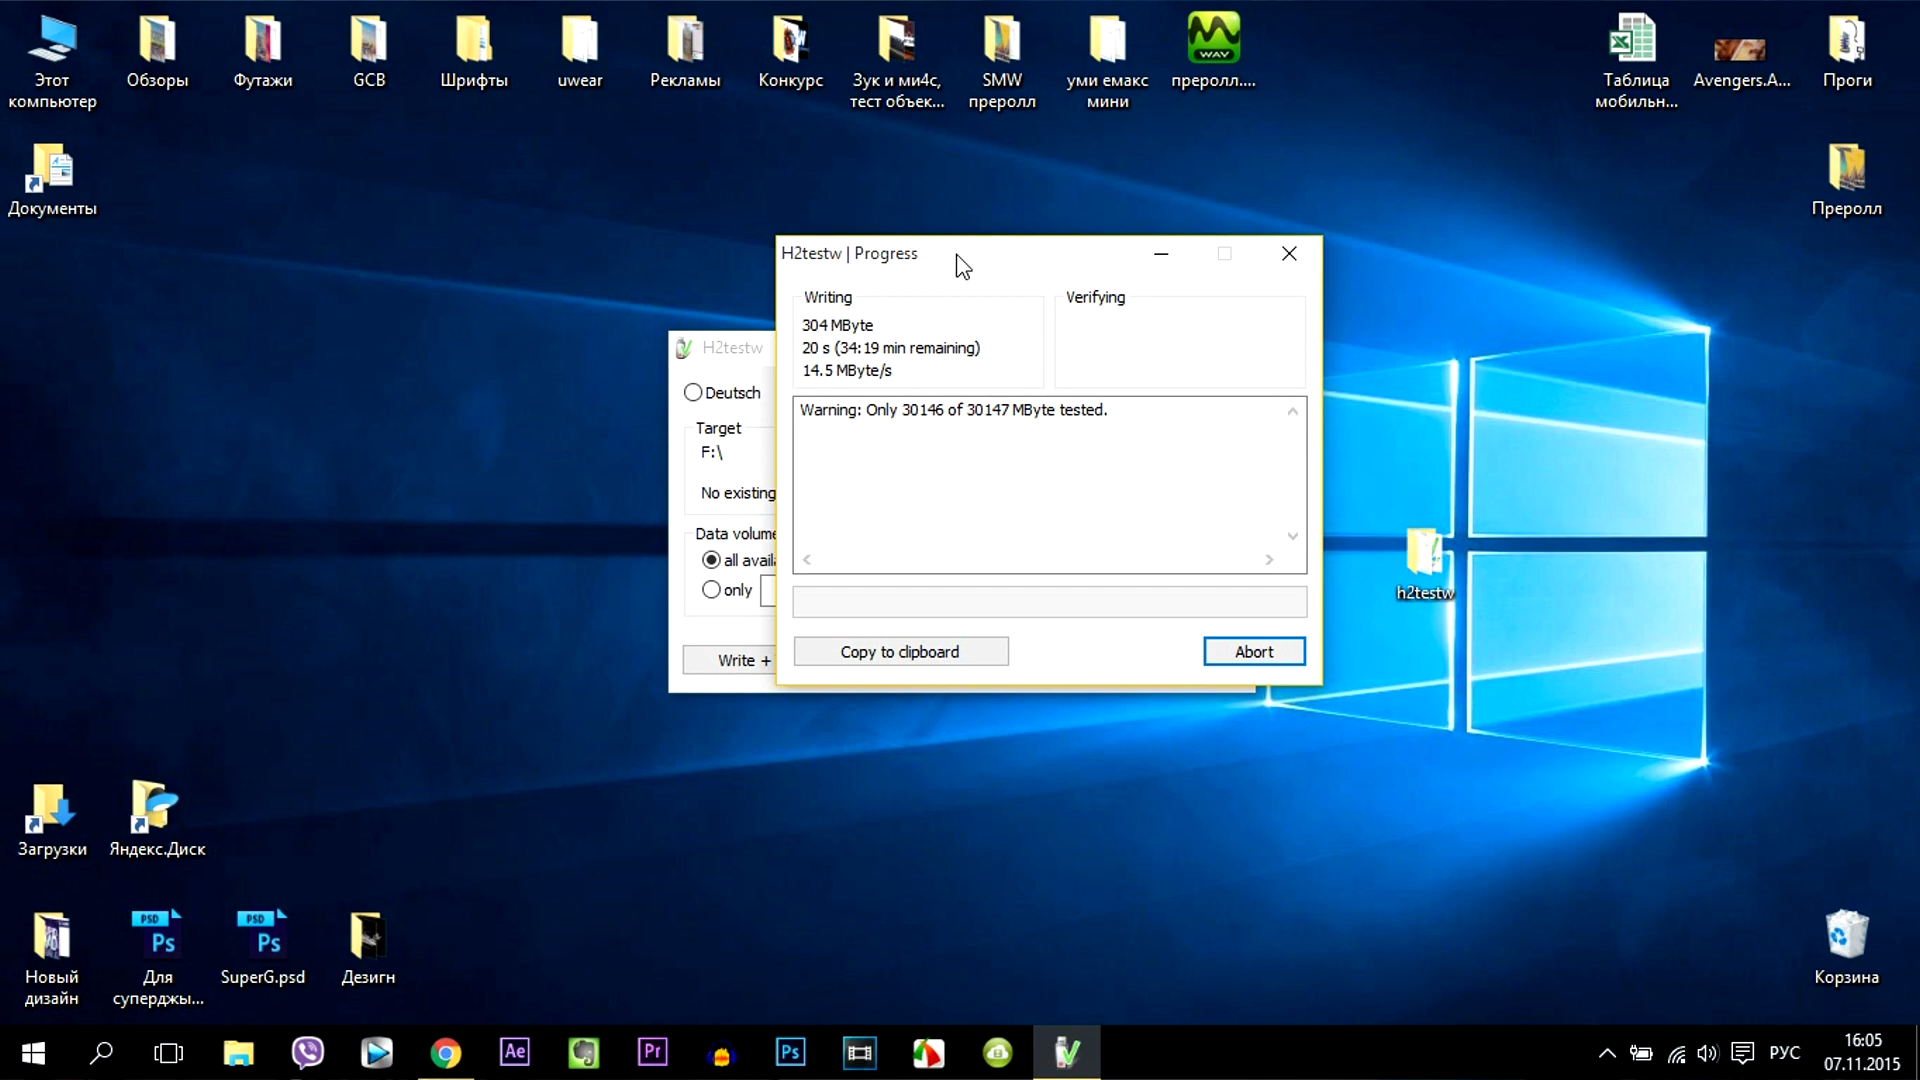 Этот
компьютер
Обзоры
Футажи
GCB
Шрифты
uwear
Рекламы
Конкурс
Зук и ми4с,
тест объек...
SMW
преролл
уми емакс
мини
WAV
преролл....
Таблица
мобильн...
Avengers.A...
Проги
Документы
Преролл
H2testw | Progress
Writing
304 MByte
20 s (34:19 min remaining)
14.5 MByte/s
Verifying
Warning: Only 30146 of 30147 MByte tested.
Copy to clipboard
Abort
H2testw
Deutsch
Target
F:\
No existing
Data volume
all availa
only
Write +
h2testw
Загрузки
Яндекс.Диск
Новый
дизайн
PSD
Ps
Для
суперджы...
PSD
Ps
SuperG.psd
Дезигн
Корзина
Ae
Pr
Ps
РУС
16:05
07.11.2015